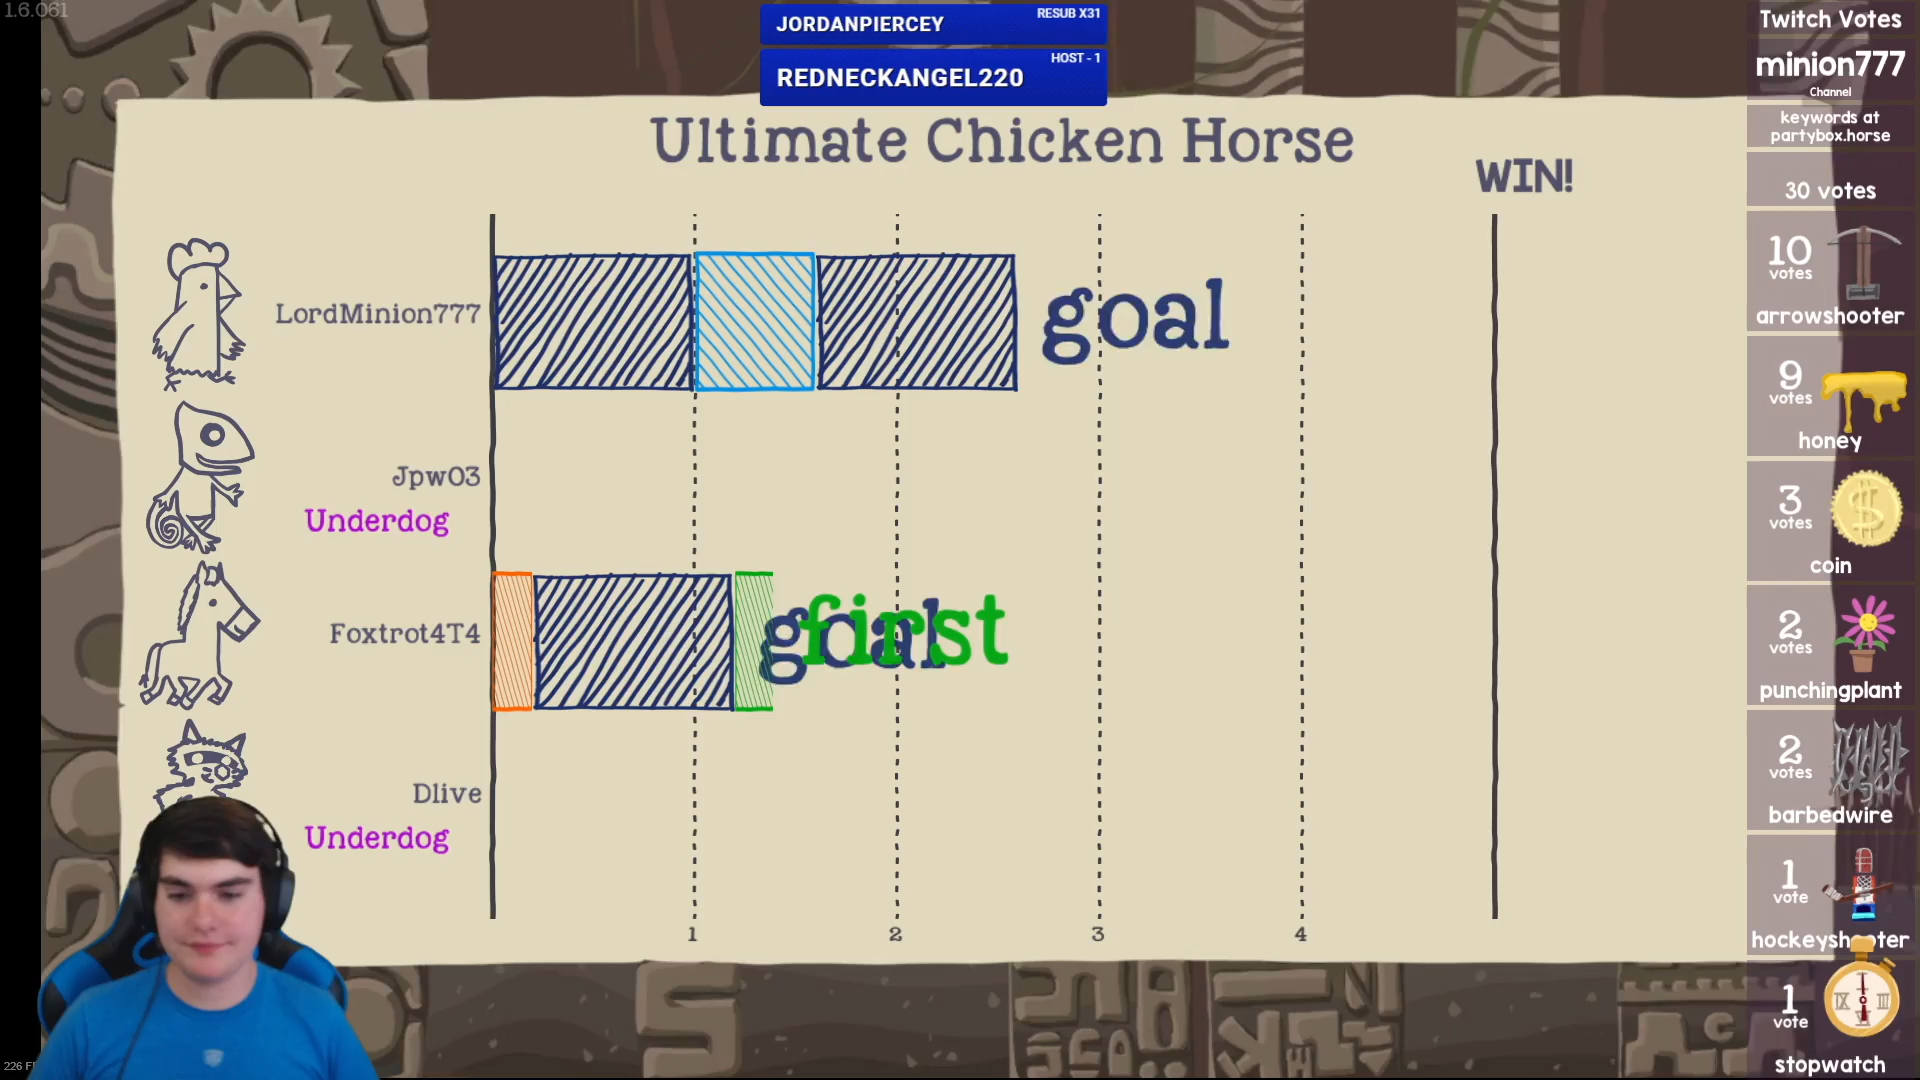 1.6.061
JORDANPIERCEY
RESUB X31
REDNECKANGEL220
HOST - 1
Ultimate Chicken Horse
WIN!
LordMinion777
goal
Jpw03
Underdog
Foxtrot4T4
goal
first
Dlive
Underdog
1
2
3
4
Twitch Votes
minion777
Channel
keywords at
partybox.horse
30 votes
10
votes
arrowshooter
9
votes
honey
3
votes
coin
2
votes
punchingplant
2
votes
barbedwire
1
vote
1
vote
stopwatch
226